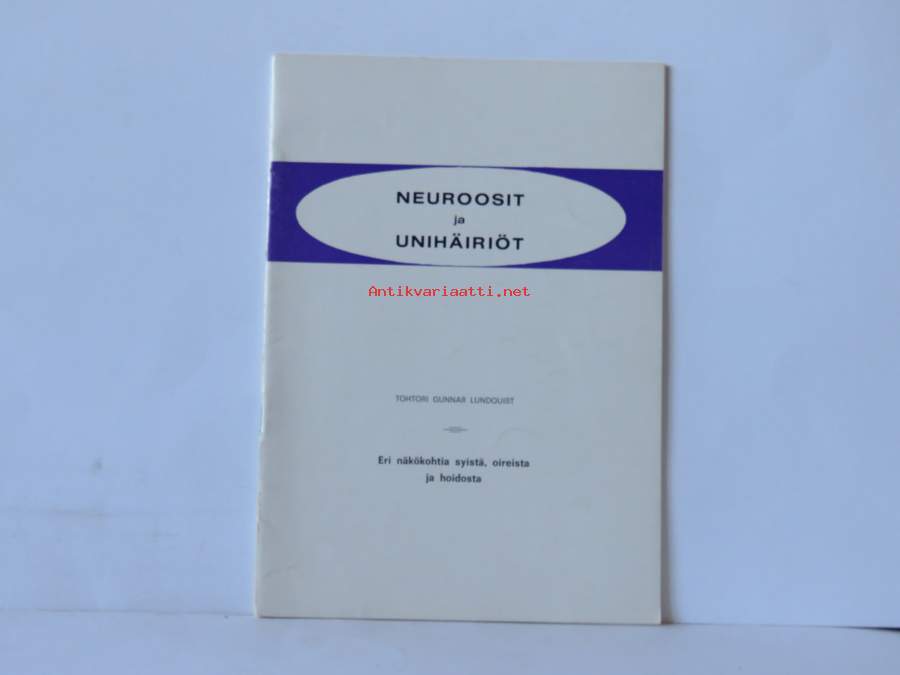 NEUROOSIT
ja
UNIHÄIRIÖT
Antikvariaatti.net
TOHTORI GUNNAR LUNDQUIST
Eri näkökohtia syistä, oireista
ja hoidosta